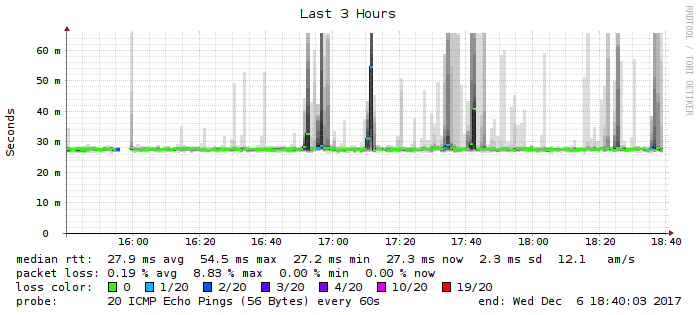 Last 3 Hours
RRDTOOL / TOBI OETIKER
Seconds
60 m
50 m
40 m
30 m
20 m
10 m
0
16:00 16:20 16:40 17:00 17:20 17:40 18:00 18:20 18:40
median rtt: 27.9 ms avg 54.5 ms max 27.2 ms min 27.3 ms now 2.3 ms sd 12.1 am/s
packet loss: 0.19 % avg 8.83 % max 0.00 % min 0.00 % now
loss color: 0 1/20 2/20 3/20 4/20 10/20 19/20
probe: 20 ICMP Echo Pings (56 Bytes) every 60s end: Wed Dec 6 18:40:03 2017